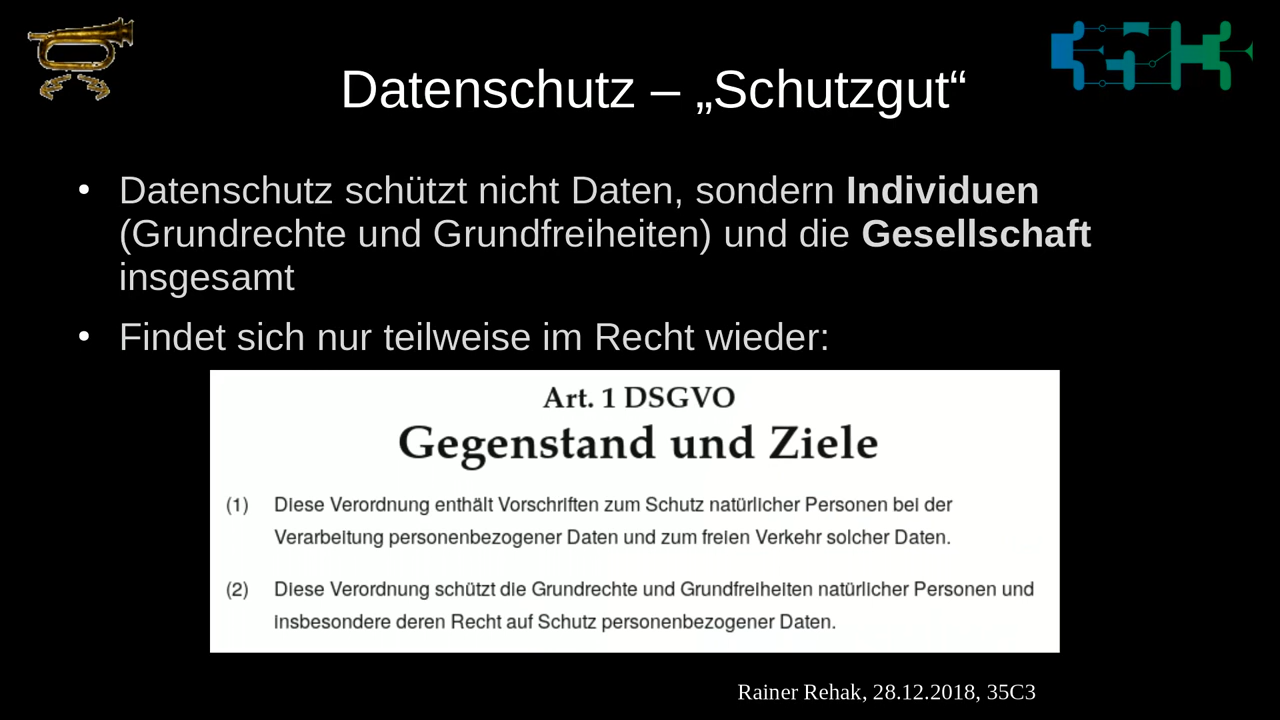 Datenschutz – „Schutzgut“
• Datenschutz schützt nicht Daten, sondern Individuen
(Grundrechte und Grundfreiheiten) und die Gesellschaft
insgesamt
• Findet sich nur teilweise im Recht wieder:
Art. 1 DSGVO
Gegenstand und Ziele
(1) Diese Verordnung enthält Vorschriften zum Schutz natürlicher Personen bei der
Verarbeitung personenbezogener Daten und zum freien Verkehr solcher Daten.
(2) Diese Verordnung schützt die Grundrechte und Grundfreiheiten natürlicher Personen und
insbesondere deren Recht auf Schutz personenbezogener Daten.
Rainer Rehak, 28.12.2018, 35C3